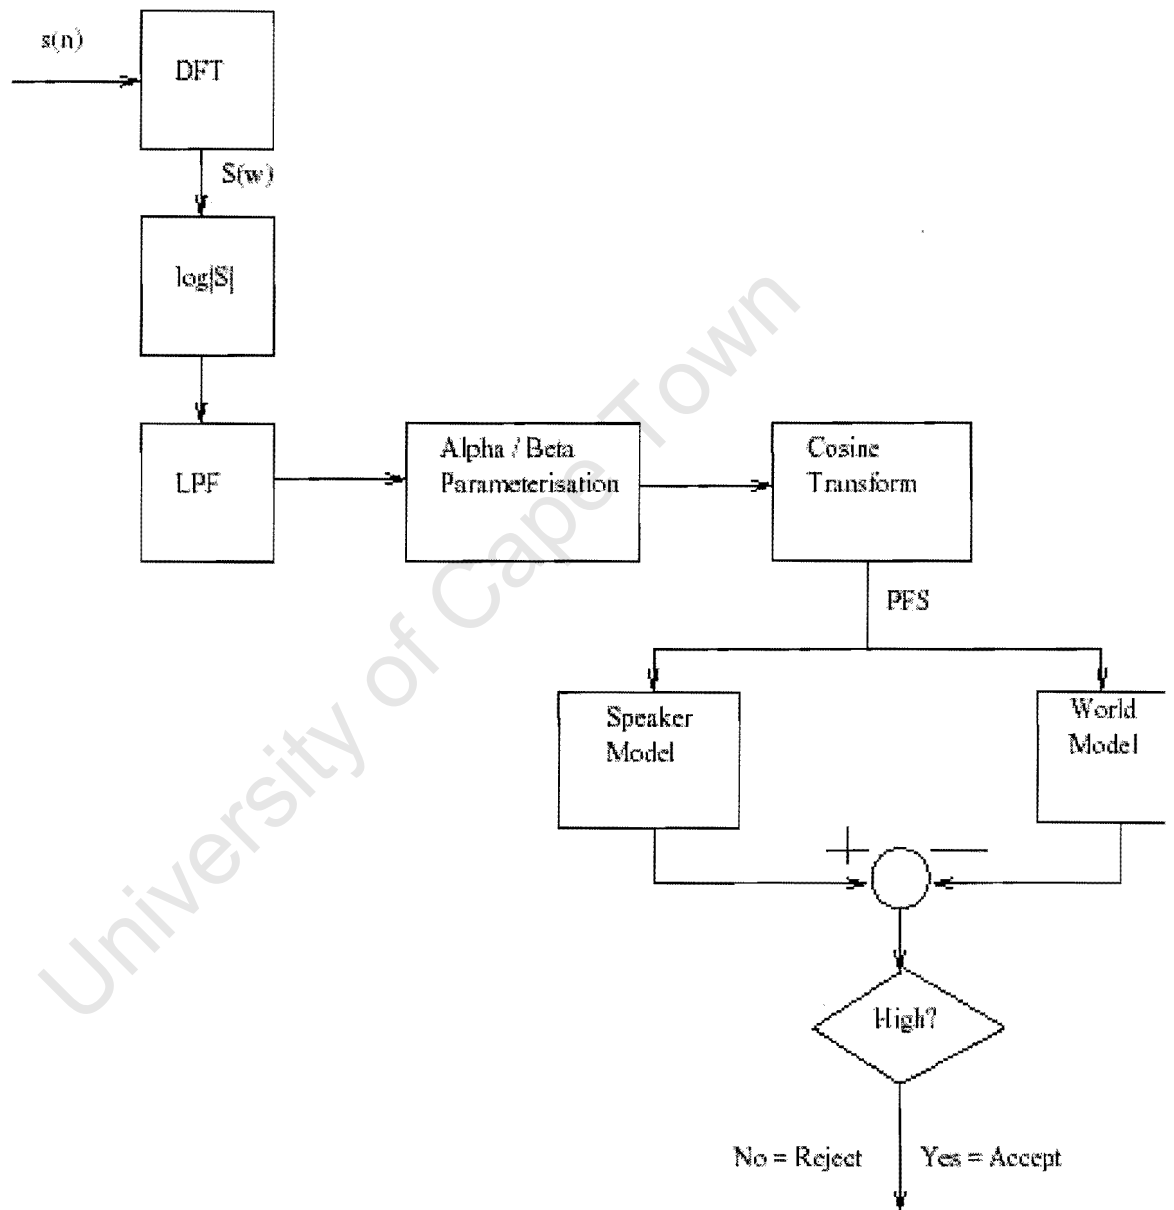 s(n)
DFT
S(w)
log|S|
LPF
Alpha / Beta
Parameterisation
Cosine
Transform
PFS
Speaker
Model
World
Model
+
—
High?
No = Reject
Yes = Accept
University of Cape Town